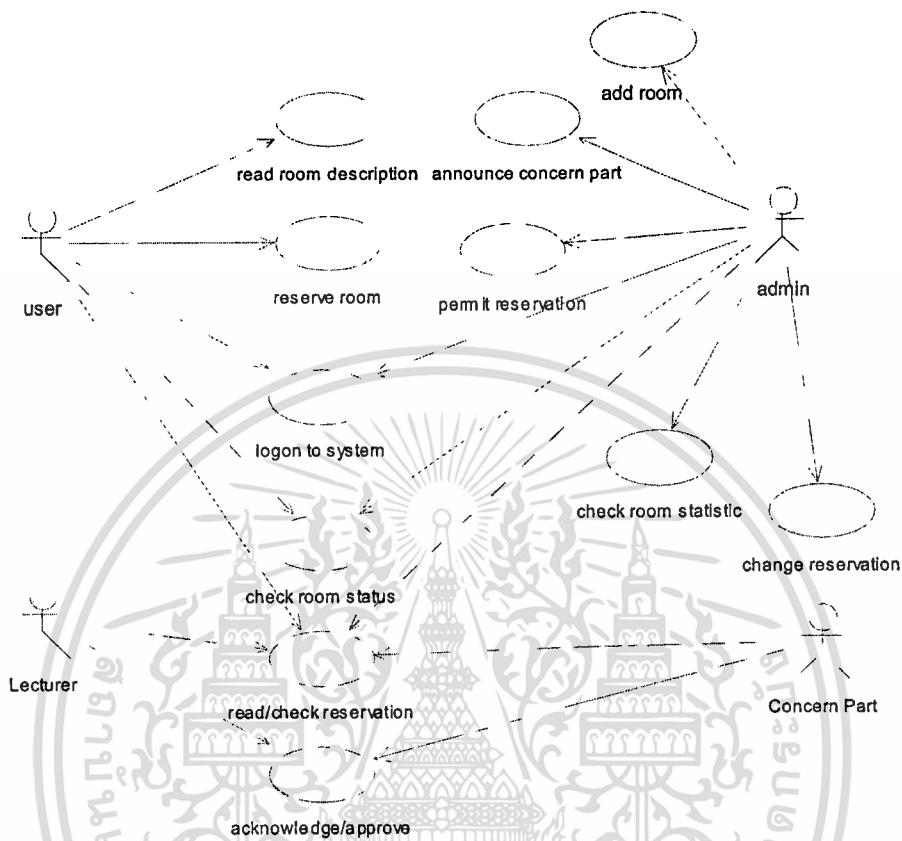 add room
read room description
announce concern part
user
reserve room
permit reservation
admin
logon to system
check room statistic
change reservation
check room status
Lecturer
read/check reservation
Concern Part
acknowledge/approve